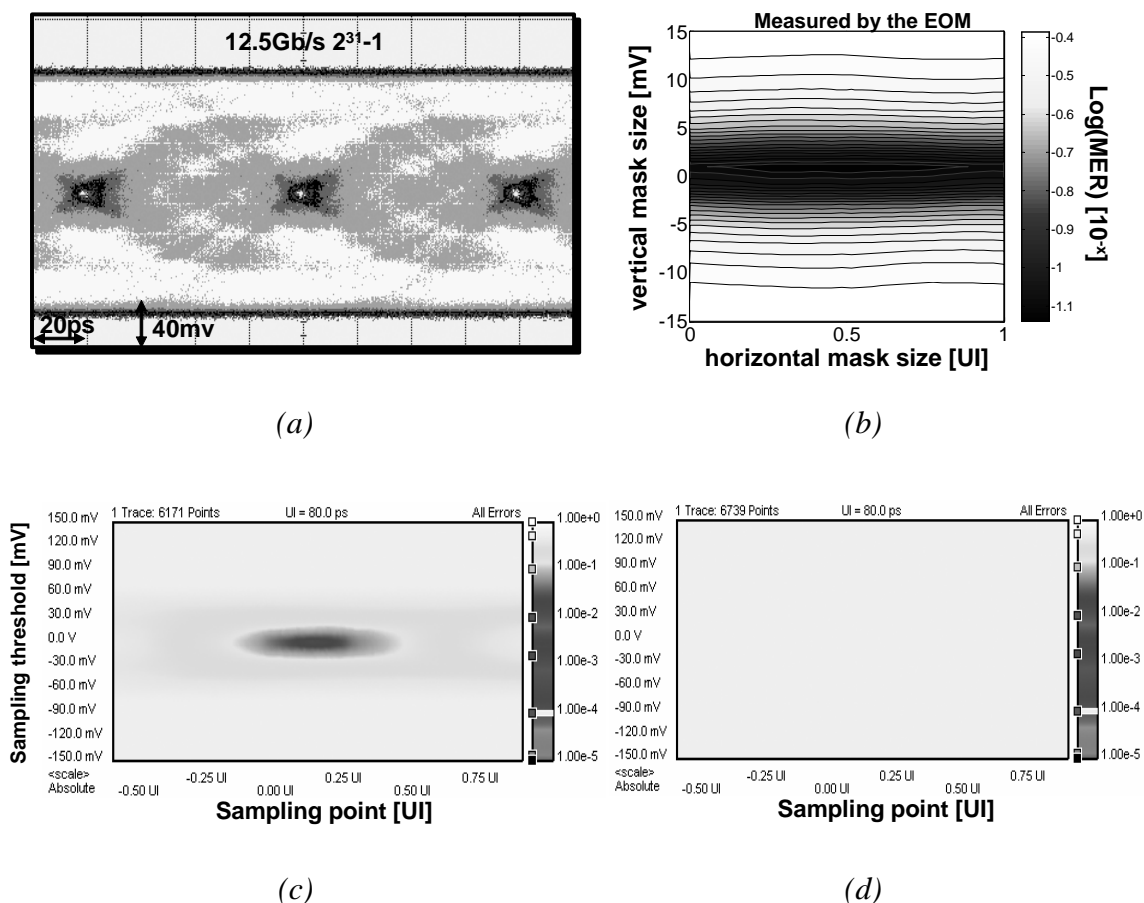 12.5Gb/s 2³¹-1
20ps
40mv
(a)
Measured by the EOM
vertical mask size [mV]
15
10
5
0
-5
-10
-15
0
0.5
1
horizontal mask size [UI]
-0.4
-0.5
-0.6
-0.7
-0.8
-0.9
-1
-1.1
Log(MER) [10⁻ˣ]
(b)
1 Trace: 6171 Points
UI = 80.0 ps
All Errors
Sampling threshold [mV]
150.0 mV
120.0 mV
90.0 mV
60.0 mV
30.0 mV
0.0 V
-30.0 mV
-60.0 mV
-90.0 mV
-120.0 mV
-150.0 mV
<scale>
Absolute
1.00e+0
1.00e-1
1.00e-2
1.00e-3
1.00e-4
1.00e-5
-0.25 UI
0.25 UI
0.75 UI
-0.50 UI
0.00 UI
0.50 UI
Sampling point [UI]
(c)
1 Trace: 6739 Points
UI = 80.0 ps
All Errors
150.0 mV
120.0 mV
90.0 mV
60.0 mV
30.0 mV
0.0 V
-30.0 mV
-60.0 mV
-90.0 mV
-120.0 mV
-150.0 mV
<scale>
Absolute
1.00e+0
1.00e-1
1.00e-2
1.00e-3
1.00e-4
1.00e-5
-0.25 UI
0.25 UI
0.75 UI
-0.50 UI
0.00 UI
0.50 UI
Sampling point [UI]
(d)